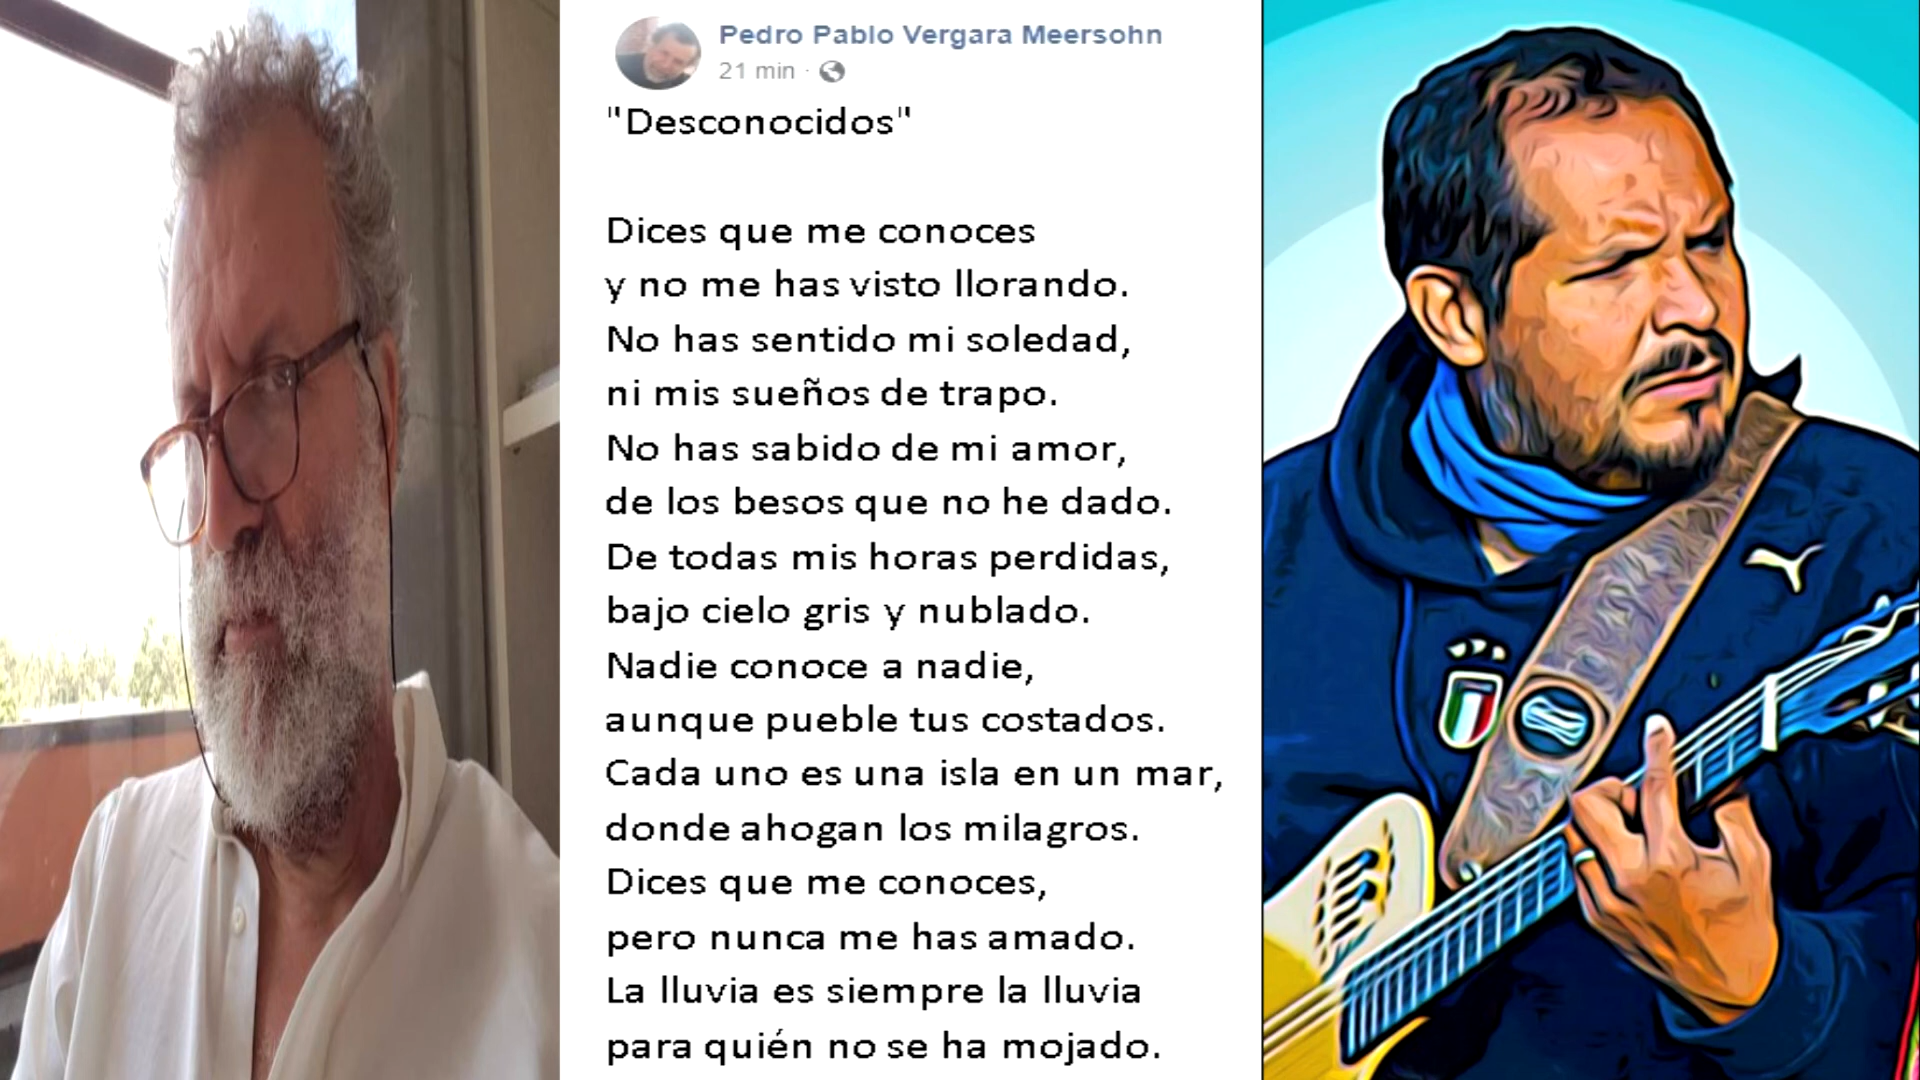 Pedro Pablo Vergara Meersohn
21 min ·
"Desconocidos"
Dices que me conoces
y no me has visto llorando.
No has sentido mi soledad,
ni mis sueños de trapo.
No has sabido de mi amor,
de los besos que no he dado.
De todas mis horas perdidas,
bajo cielo gris y nublado.
Nadie conoce a nadie,
aunque pueble tus costados.
Cada uno es una isla en un mar,
donde ahogan los milagros.
Dices que me conoces,
pero nunca me has amado.
La lluvia es siempre la lluvia
para quién no se ha mojado.